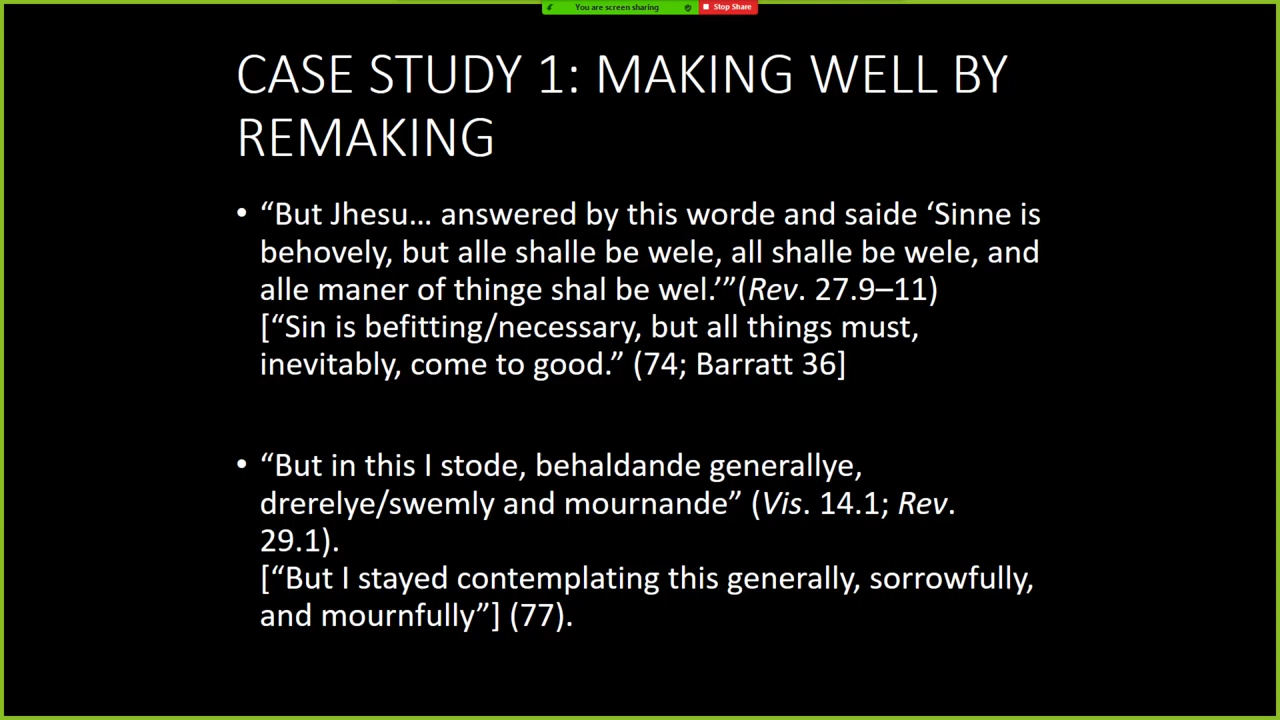 You are screen sharing
Stop Share
CASE STUDY 1: MAKING WELL BY
REMAKING
• “But Jhesu… answered by this worde and saide ‘Sinne is
behovely, but alle shalle be wele, all shalle be wele, and
alle maner of thinge shal be wel.’”(Rev. 27.9–11)
[“Sin is befitting/necessary, but all things must,
inevitably, come to good.” (74; Barratt 36]
• “But in this I stode, behaldande generallye,
drerelye/swemly and mournande” (Vis. 14.1; Rev.
29.1).
[“But I stayed contemplating this generally, sorrowfully,
and mournfully”] (77).